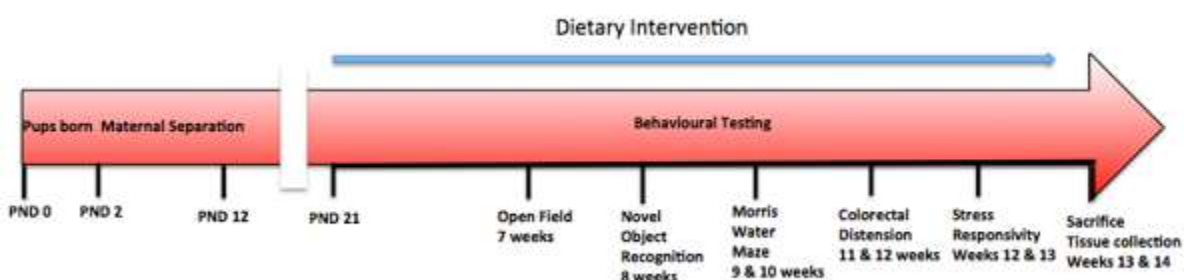 Dietary Intervention
Pups born Maternal Separation
Behavioural Testing
PND 0
PND 2
PND 12
PND 21
Open Field
7 weeks
Novel
Object
Recognition
8 weeks
Morris
Water
Maze
9 & 10 weeks
Colorectal
Distension
11 & 12 weeks
Stress
Responsivity
Weeks 12 & 13
Sacrifice
Tissue collection
Weeks 13 & 14